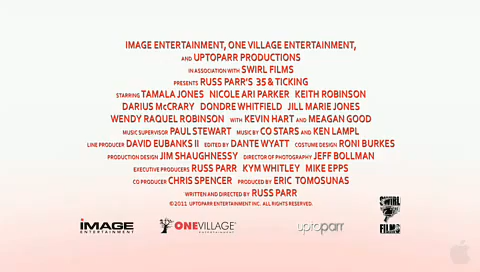 IMAGE ENTERTAINMENT, ONE VILLAGE ENTERTAINMENT,
AND UPTOPARR PRODUCTIONS
IN ASSOCIATION WITH SWIRL FILMS
PRESENTS RUSS PARR'S 35 & TICKING
STARRING TAMALA JONES NICOLE ARI PARKER KEITH ROBINSON
DARIUS McCRARY DONDRE WHITFIELD JILL MARIE JONES
WENDY RAQUEL ROBINSON WITH KEVIN HART AND MEAGAN GOOD
MUSIC SUPERVISOR PAUL STEWART MUSIC BY CO STARS AND KEN LAMPL
LINE PRODUCER DAVID EUBANKS II EDITED BY DANTE WYATT COSTUME DESIGN RONI BURKES
PRODUCTION DESIGN JIM SHAUGHNESSY DIRECTOR OF PHOTOGRAPHY JEFF BOLLMAN
EXECUTIVE PRODUCERS RUSS PARR KYM WHITLEY MIKE EPPS
CO PRODUCER CHRIS SPENCER PRODUCED BY ERIC TOMOSUNAS
WRITTEN AND DIRECTED BY RUSS PARR
©2011 UPTOPARR ENTERTAINMENT INC. ALL RIGHTS RESERVED.
IMAGE
ENTERTAINMENT
ONEVILLAGE
ENTERTAINMENT
uptoparr
SWIRL
FILMS